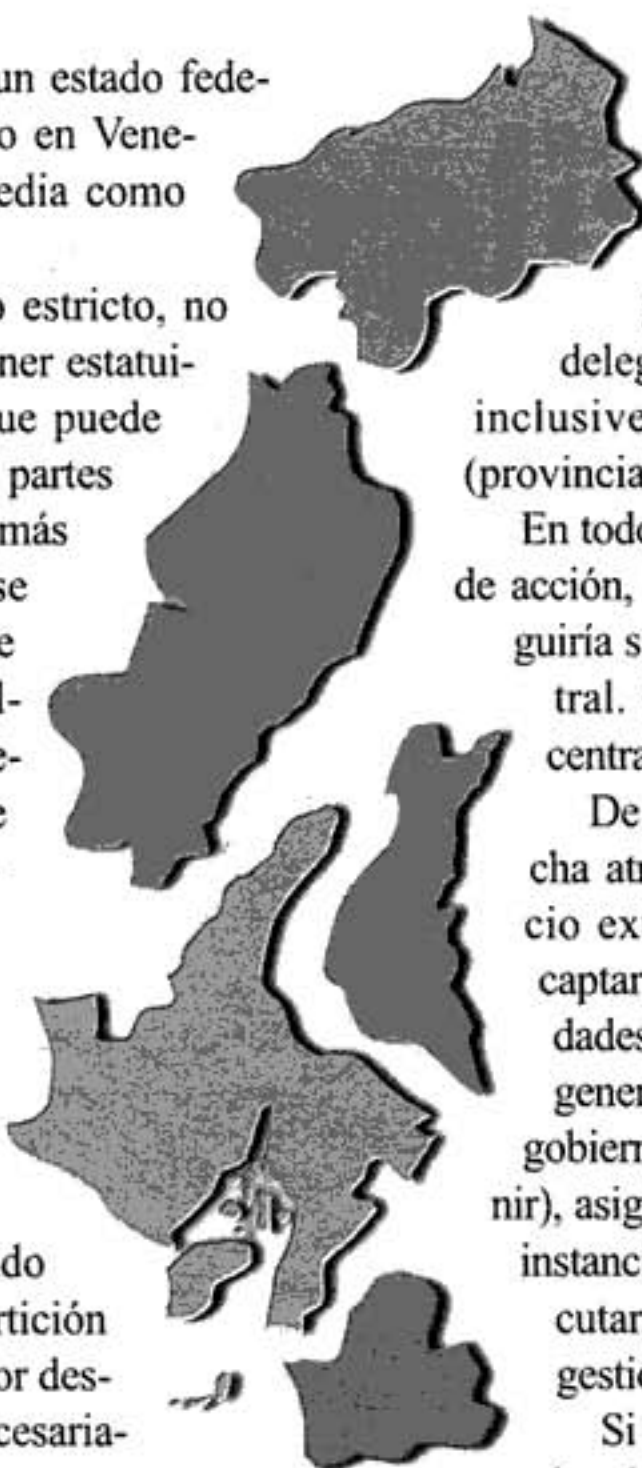 un estado fede-
o en Vene-
edia como
o estricto, no
ner estatui-
ue puede
partes
más
se
e
l-
e-
e
do
rtición
or des-
cesaria-
deleg
inclusive
(provincia
En todo
de acción,
guiría s
tral.
centra
De
cha atr
cio ex
captar
dades
gener
gobiern
nir), asig
instanc
cutar
gestió
Si